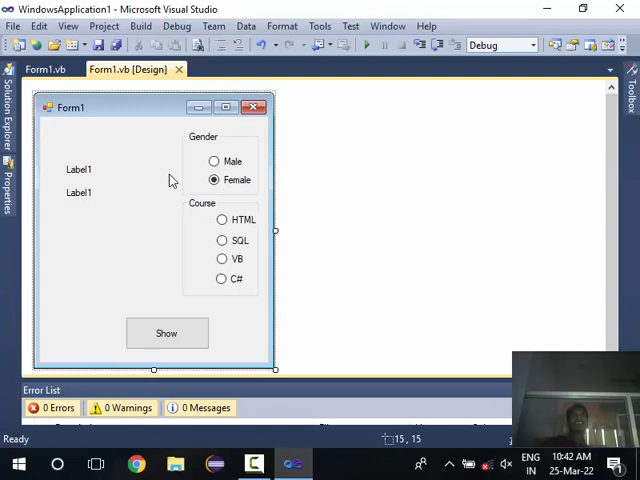 WindowsApplication1 - Microsoft Visual Studio
File Edit View Project Build Debug Team Data Format Tools Test Window Help
Debug
Form1.vb Form1.vb [Design]
Solution Explorer
Properties
Toolbox
Form1
Gender
Male
Label1
Female
Label1
Course
HTML
SQL
VB
C#
Show
Error List
0 Errors 0 Warnings 0 Messages
Ready 15 , 15
ENG 10:42 AM
IN 25-Mar-22
1